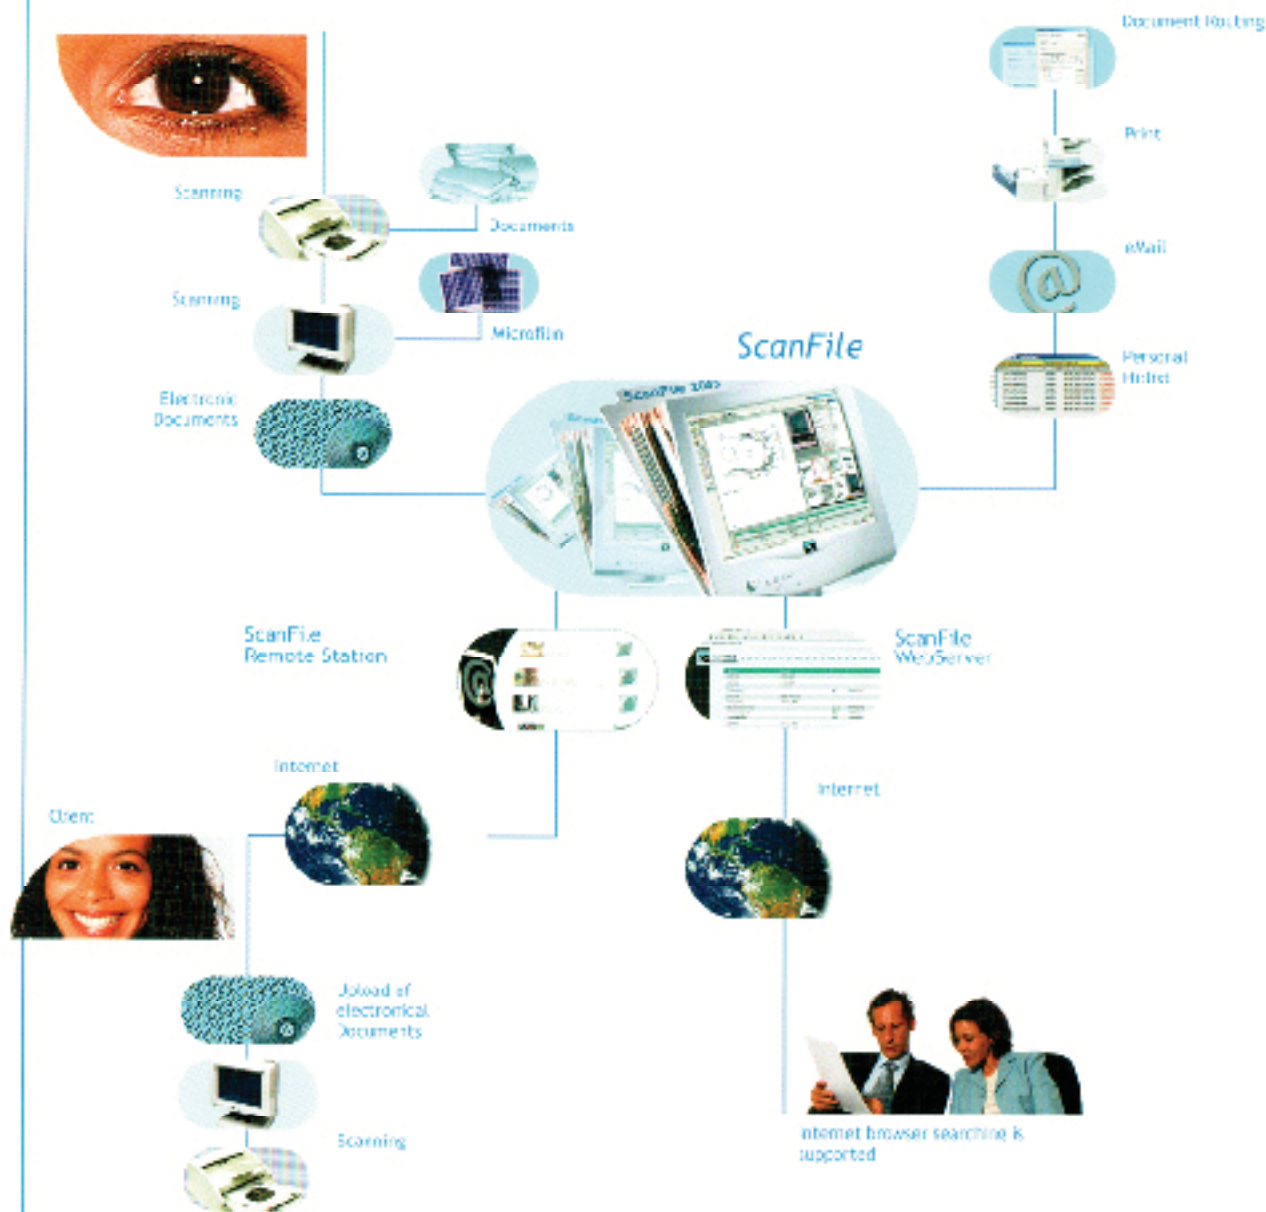 Document Routing
Print
eMail
Personal
Hitlist
Scanning
Documents
Scanning
Microfilm
Electronic
Documents
ScanFile
ScanFile
ScanFile
Remote Station
ScanFile
WebServer
Internet
Internet
Client
Upload of
electronical
Documents
Scanning
Internet browser searching is
supported